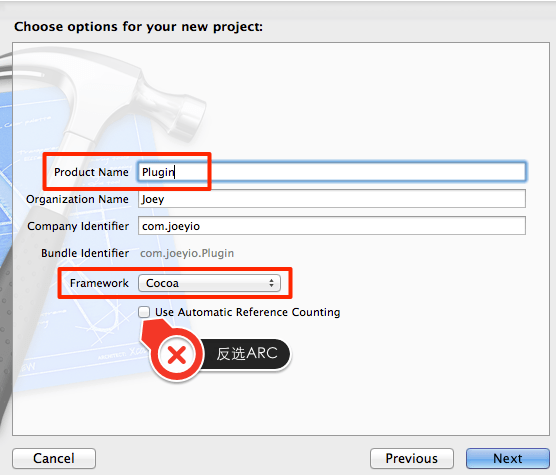 Choose options for your new project:
Product Name Plugin
Organization Name Joey
Company Identifier com.joeyio
Bundle Identifier com.joeyio.Plugin
Framework Cocoa
Use Automatic Reference Counting
反选ARC
Cancel Previous Next